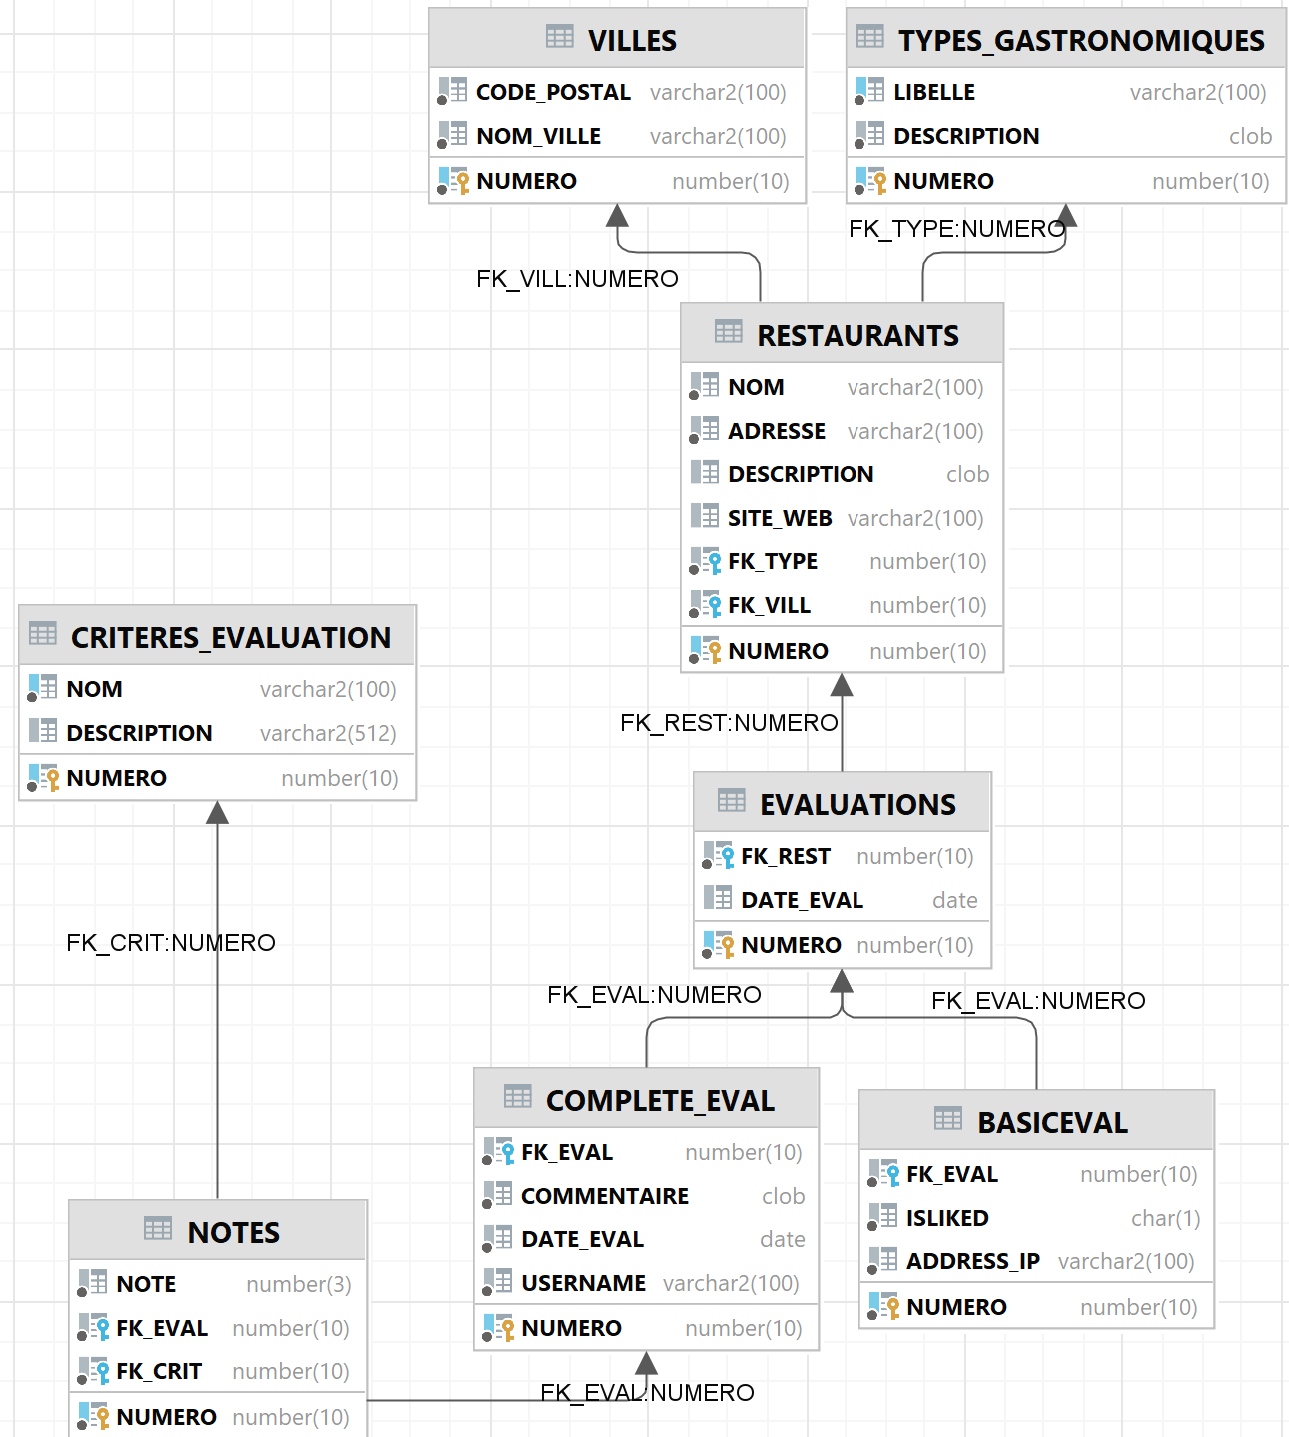 VILLES
CODE_POSTAL varchar2(100)
NOM_VILLE varchar2(100)
NUMERO number(10)
TYPES_GASTRONOMIQUES
LIBELLE varchar2(100)
DESCRIPTION clob
NUMERO number(10)
FK_TYPE:NUMERO
FK_VILL:NUMERO
RESTAURANTS
NOM varchar2(100)
ADRESSE varchar2(100)
DESCRIPTION clob
SITE_WEB varchar2(100)
FK_TYPE number(10)
FK_VILL number(10)
NUMERO number(10)
CRITERES_EVALUATION
NOM varchar2(100)
DESCRIPTION varchar2(512)
NUMERO number(10)
FK_REST:NUMERO
EVALUATIONS
FK_REST number(10)
DATE_EVAL date
NUMERO number(10)
FK_CRIT:NUMERO
FK_EVAL:NUMERO
FK_EVAL:NUMERO
COMPLETE_EVAL
FK_EVAL number(10)
COMMENTAIRE clob
DATE_EVAL date
USERNAME varchar2(100)
NUMERO number(10)
BASICEVAL
FK_EVAL number(10)
ISLIKED char(1)
ADDRESS_IP varchar2(100)
NUMERO number(10)
NOTES
NOTE number(3)
FK_EVAL number(10)
FK_CRIT number(10)
NUMERO number(10)
FK_EVAL:NUMERO